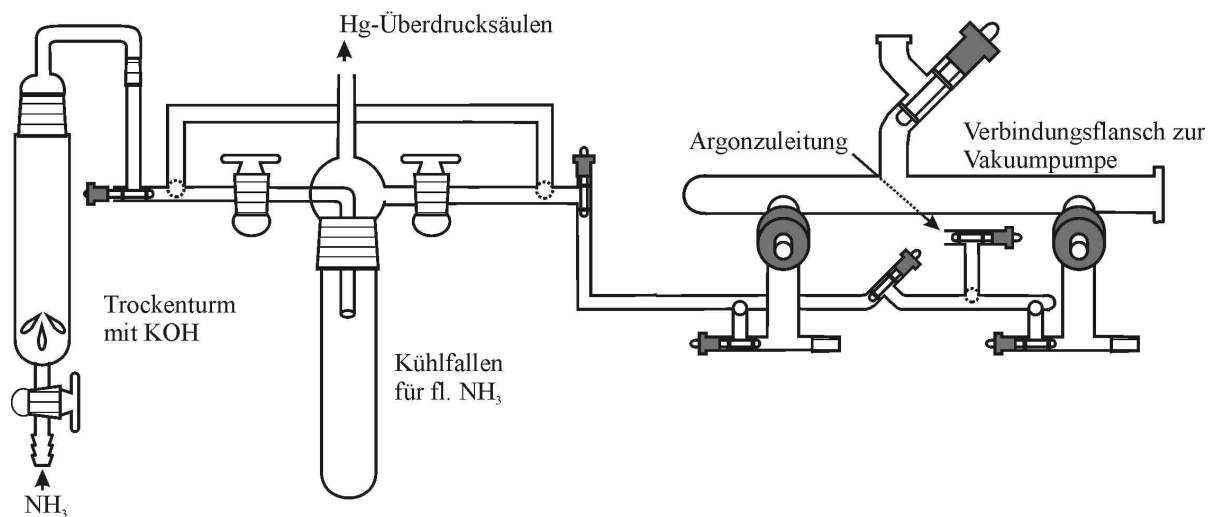 Hg-Überdrucksäulen
Argonzuleitung
Verbindungsflansch zur
Vakuumpumpe
Trockenturm
mit KOH
Kühlfallen
für fl. NH₃
NH₃